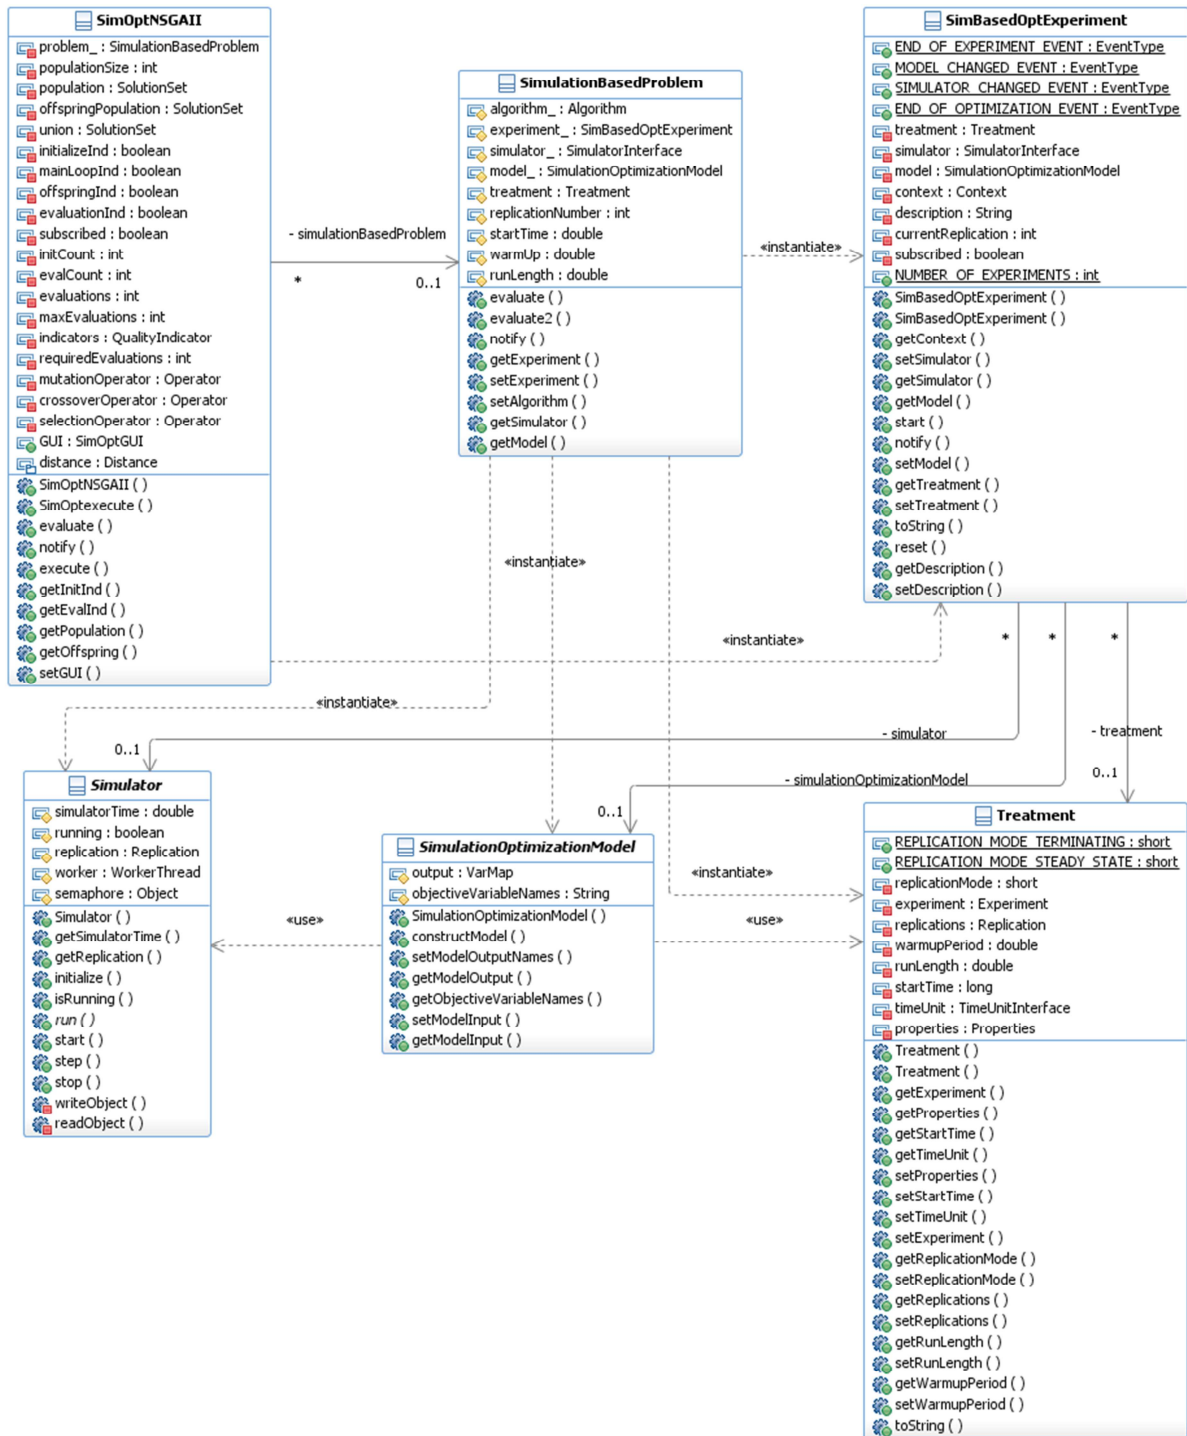 SimOptNSGAII
problem_ : SimulationBasedProblem
populationSize : int
population : SolutionSet
offspringPopulation : SolutionSet
union : SolutionSet
initializeInd : boolean
mainLoopInd : boolean
offspringInd : boolean
evaluationInd : boolean
subscribed : boolean
initCount : int
evalCount : int
evaluations : int
maxEvaluations : int
indicators : QualityIndicator
requiredEvaluations : int
mutationOperator : Operator
crossoverOperator : Operator
selectionOperator : Operator
GUI : SimOptGUI
distance : Distance
SimOptNSGAII ( )
SimOptexecute ( )
evaluate ( )
notify ( )
execute ( )
getInitInd ( )
getEvalInd ( )
getPopulation ( )
getOffspring ( )
setGUI ( )
- simulationBasedProblem
*
0..1
SimulationBasedProblem
algorithm_ : Algorithm
experiment_ : SimBasedOptExperiment
simulator_ : SimulatorInterface
model_ : SimulationOptimizationModel
treatment : Treatment
replicationNumber : int
startTime : double
warmUp : double
runLength : double
evaluate ( )
evaluate2 ( )
notify ( )
getExperiment ( )
setExperiment ( )
setAlgorithm ( )
getSimulator ( )
getModel ( )
«instantiate»
SimBasedOptExperiment
END_OF_EXPERIMENT_EVENT : EventType
MODEL_CHANGED_EVENT : EventType
SIMULATOR_CHANGED_EVENT : EventType
END_OF_OPTIMIZATION_EVENT : EventType
treatment : Treatment
simulator : SimulatorInterface
model : SimulationOptimizationModel
context : Context
description : String
currentReplication : int
subscribed : boolean
NUMBER_OF_EXPERIMENTS : int
SimBasedOptExperiment ( )
SimBasedOptExperiment ( )
getContext ( )
setSimulator ( )
getSimulator ( )
getModel ( )
start ( )
notify ( )
setModel ( )
getTreatment ( )
setTreatment ( )
toString ( )
reset ( )
getDescription ( )
setDescription ( )
«instantiate»
«instantiate»
* * *
«instantiate»
- simulator
- treatment
0..1
- simulationOptimizationModel
0..1
0..1
Simulator
simulatorTime : double
running : boolean
replication : Replication
worker : WorkerThread
semaphore : Object
Simulator ( )
getSimulatorTime ( )
getReplication ( )
initialize ( )
isRunning ( )
run ( )
start ( )
step ( )
stop ( )
writeObject ( )
readObject ( )
«use»
SimulationOptimizationModel
output : VarMap
objectiveVariableNames : String
SimulationOptimizationModel ( )
constructModel ( )
setModelOutputNames ( )
getModelOutput ( )
getObjectiveVariableNames ( )
setModelInput ( )
getModelInput ( )
«instantiate»
«use»
Treatment
REPLICATION_MODE_TERMINATING : short
REPLICATION_MODE_STEADY_STATE : short
replicationMode : short
experiment : Experiment
replications : Replication
warmupPeriod : double
runLength : double
startTime : long
timeUnit : TimeUnitInterface
properties : Properties
Treatment ( )
Treatment ( )
getExperiment ( )
getProperties ( )
getStartTime ( )
getTimeUnit ( )
setProperties ( )
setStartTime ( )
setTimeUnit ( )
setExperiment ( )
getReplicationMode ( )
setReplicationMode ( )
getReplications ( )
setReplications ( )
getRunLength ( )
setRunLength ( )
getWarmupPeriod ( )
setWarmupPeriod ( )
toString ( )